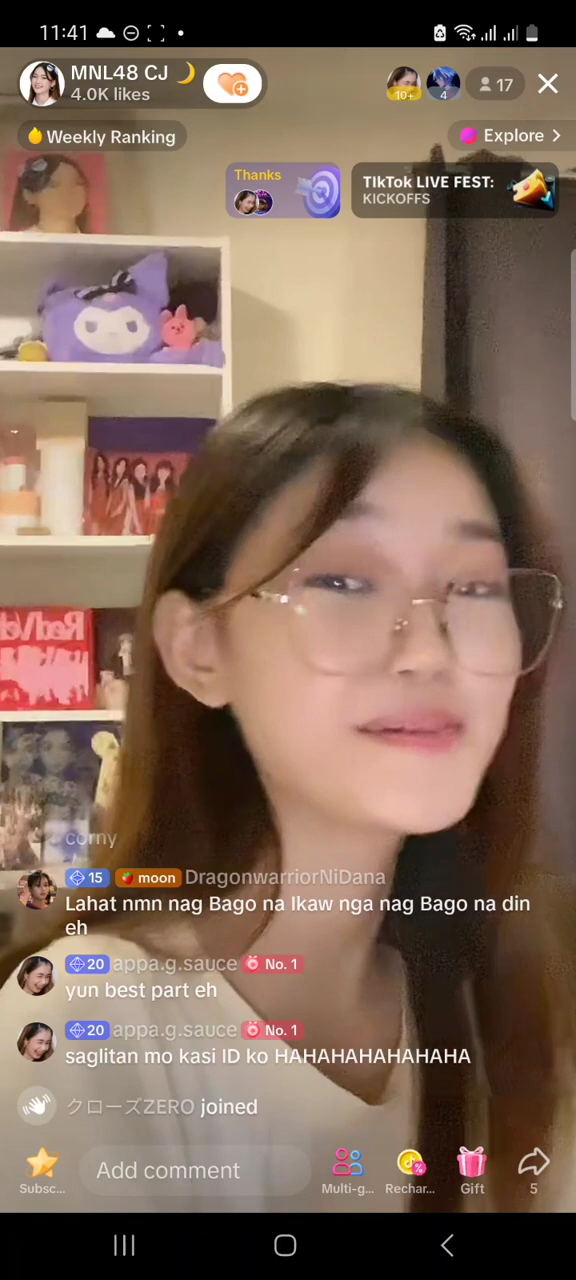 11:41
MNL48 CJ 🌙
4.0K likes
10+
4
17
Weekly Ranking
Explore >
Thanks
TikTok LIVE FEST:
KICKOFFS
RedVel
corny
15 moon DragonwarriorNiDana
Lahat nmn nag Bago na Ikaw nga nag Bago na din
eh
20 appa.g.sauce No. 1
yun best part eh
20 appa.g.sauce No. 1
saglitan mo kasi ID ko HAHAHAHAHAHAHA
クローズZERO joined
Add comment
Subsc...
Multi-g...
Rechar...
Gift
5